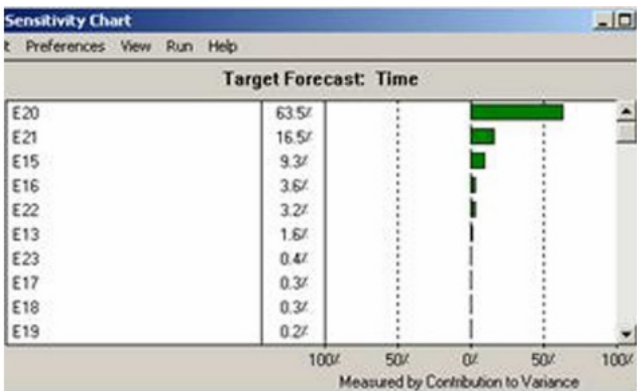 Sensitivity Chart
t Preferences View Run Help
Target Forecast: Time
E20 63.5%
E21 16.5%
E15 9.3%
E16 3.6%
E22 3.2%
E13 1.6%
E23 0.4%
E17 0.3%
E18 0.3%
E19 0.2%
100% 50% 0% 50% 100%
Measured by Contribution to Variance